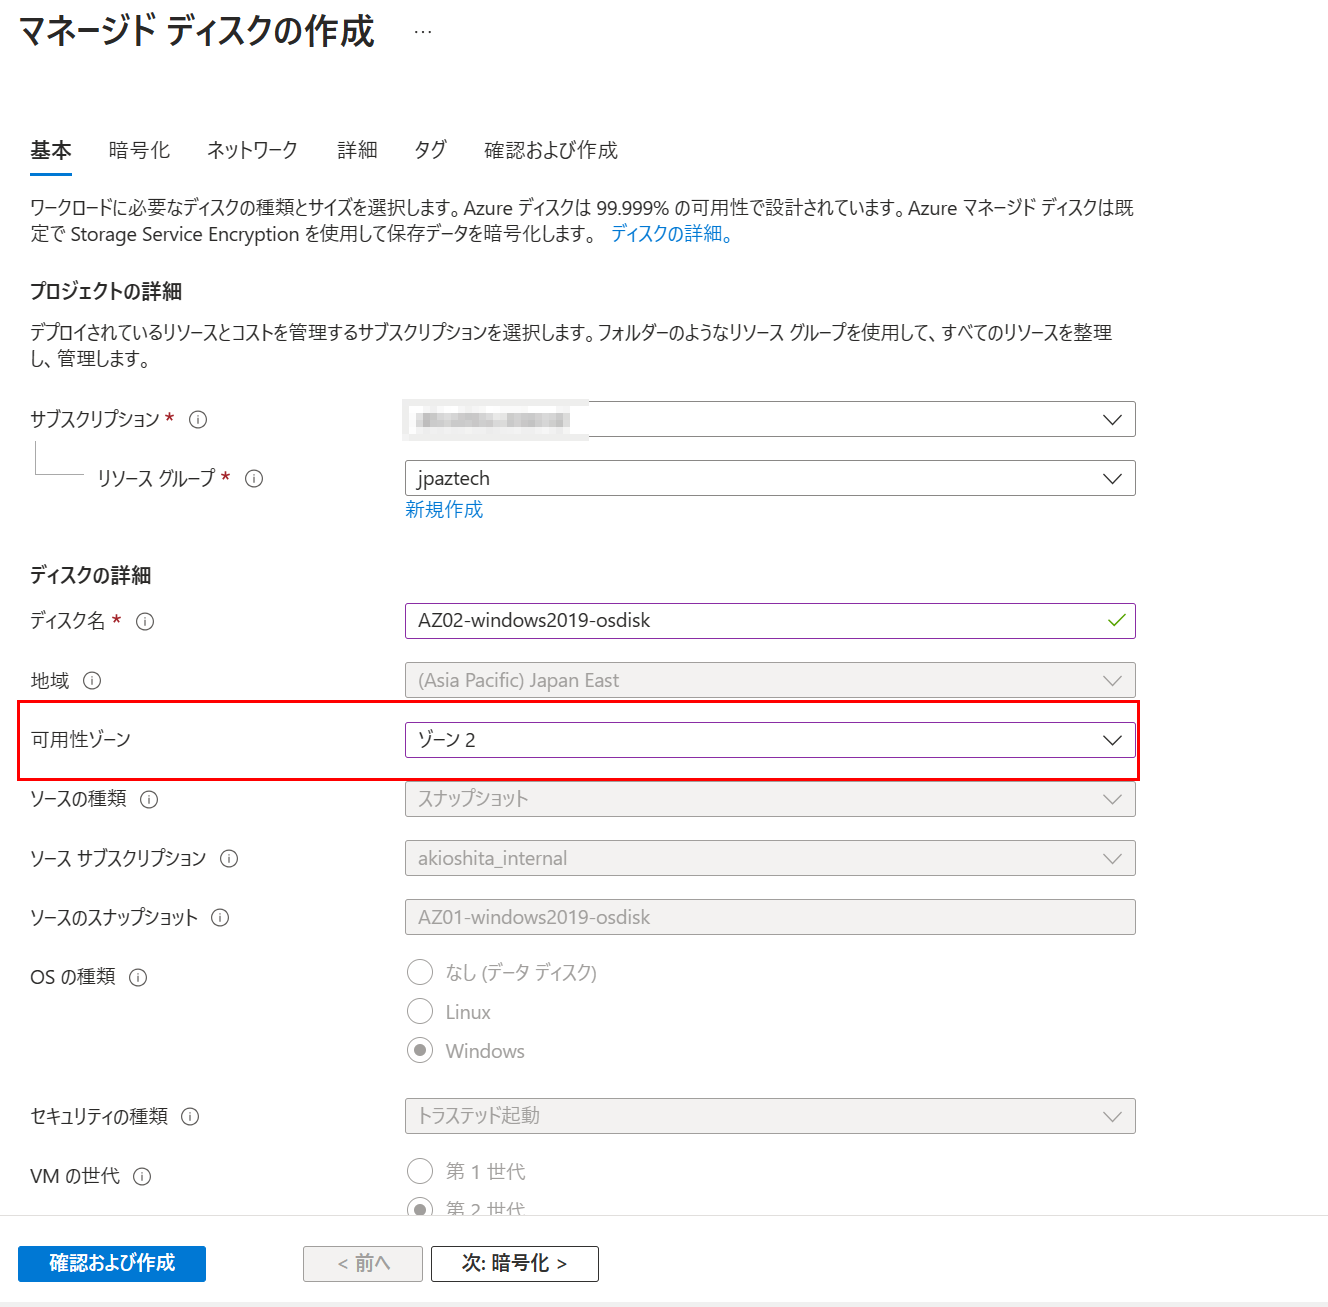 マネージド ディスクの作成 …
基本 暗号化 ネットワーク 詳細 タグ 確認および作成
ワークロードに必要なディスクの種類とサイズを選択します。Azure ディスクは 99.999% の可用性で設計されています。Azure マネージド ディスクは既
定で Storage Service Encryption を使用して保存データを暗号化します。 ディスクの詳細。
プロジェクトの詳細
デプロイされているリソースとコストを管理するサブスクリプションを選択します。フォルダーのようなリソース グループを使用して、すべてのリソースを整理
し、管理します。
サブスクリプション *
リソース グループ * jpaztech
新規作成
ディスクの詳細
ディスク名 * AZ02-windows2019-osdisk
地域 (Asia Pacific) Japan East
可用性ゾーン ゾーン 2
ソースの種類 スナップショット
ソース サブスクリプション akioshita_internal
ソースのスナップショット AZ01-windows2019-osdisk
OS の種類 なし (データ ディスク)
Linux
Windows
セキュリティの種類 トラステッド起動
VM の世代 第 1 世代
第 2 世代
確認および作成 < 前へ 次: 暗号化 >